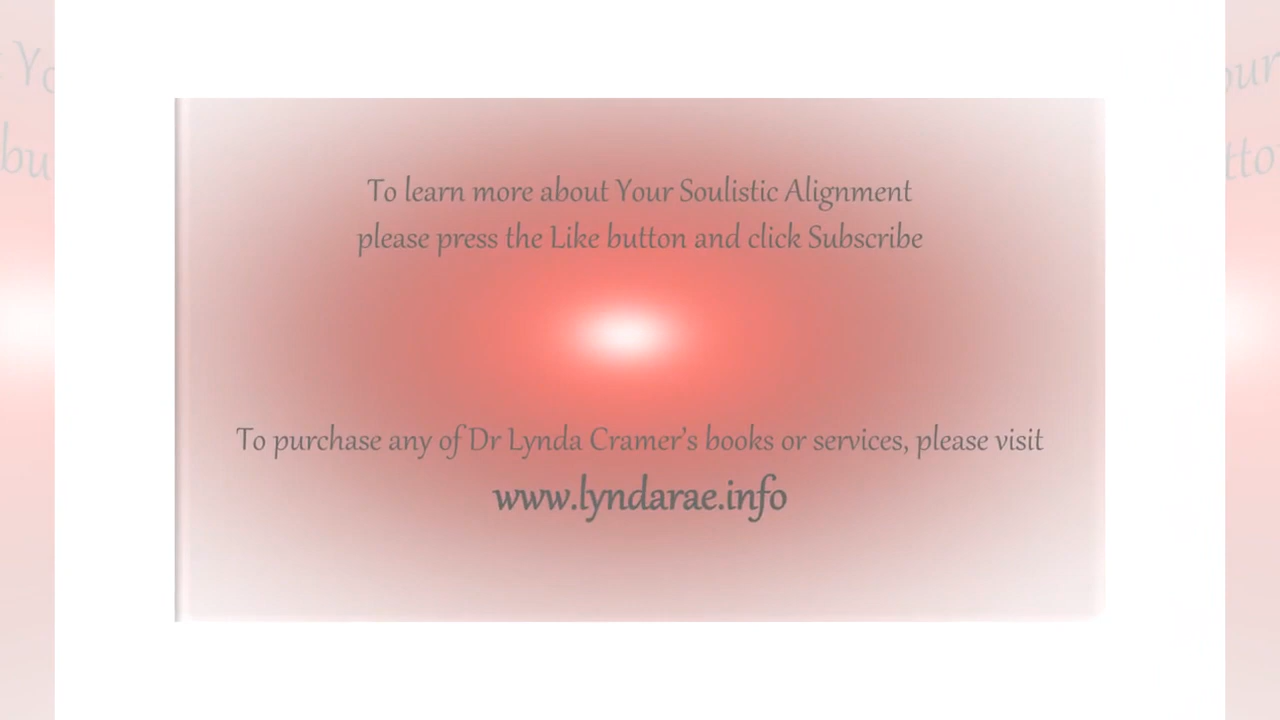 To learn more about Your Soulistic Alignment
please press the Like button and click Subscribe
To purchase any of Dr Lynda Cramer's books or services, please visit
www.lyndarae.info